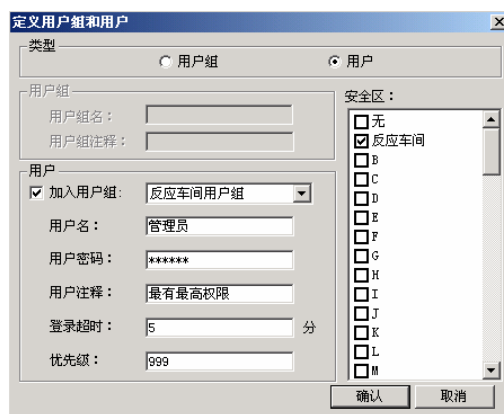 定义用户组和用户
类型
用户组
用户
用户组
用户组名：
用户组注释：
用户
加入用户组:
反应车间用户组
用户名：
管理员
用户密码：
******
用户注释：
最有最高权限
登录超时：
5
分
优先级：
999
安全区：
无
反应车间
B
C
D
E
F
G
H
I
J
K
L
M
确认
取消